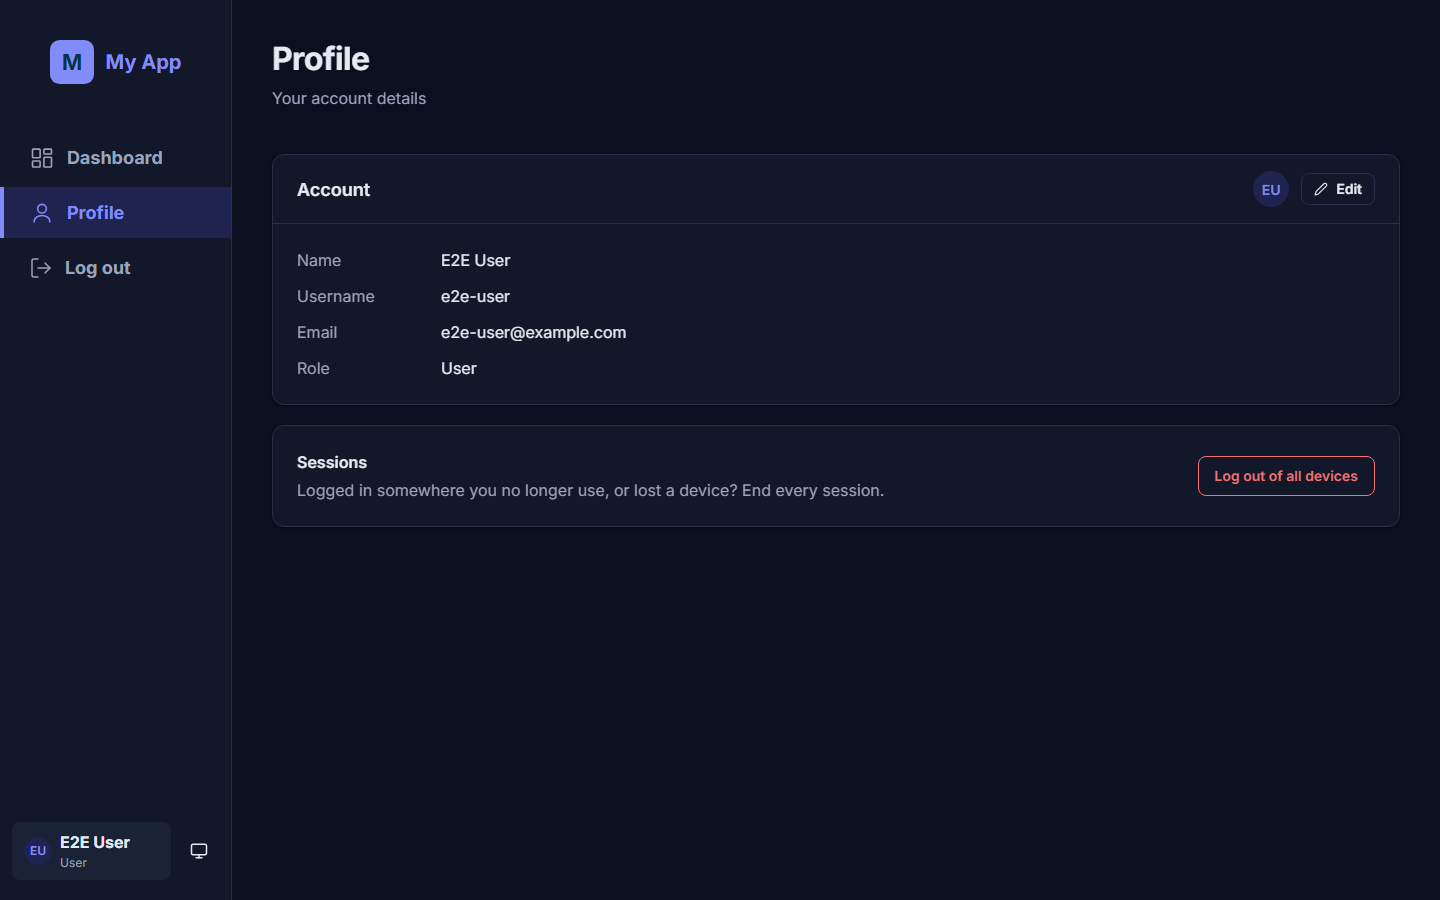 M My App
Dashboard
Profile
Log out
EU E2E User
User
Profile
Your account details
Account
EU Edit
Name E2E User
Username e2e-user
Email e2e-user@example.com
Role User
Sessions
Logged in somewhere you no longer use, or lost a device? End every session.
Log out of all devices